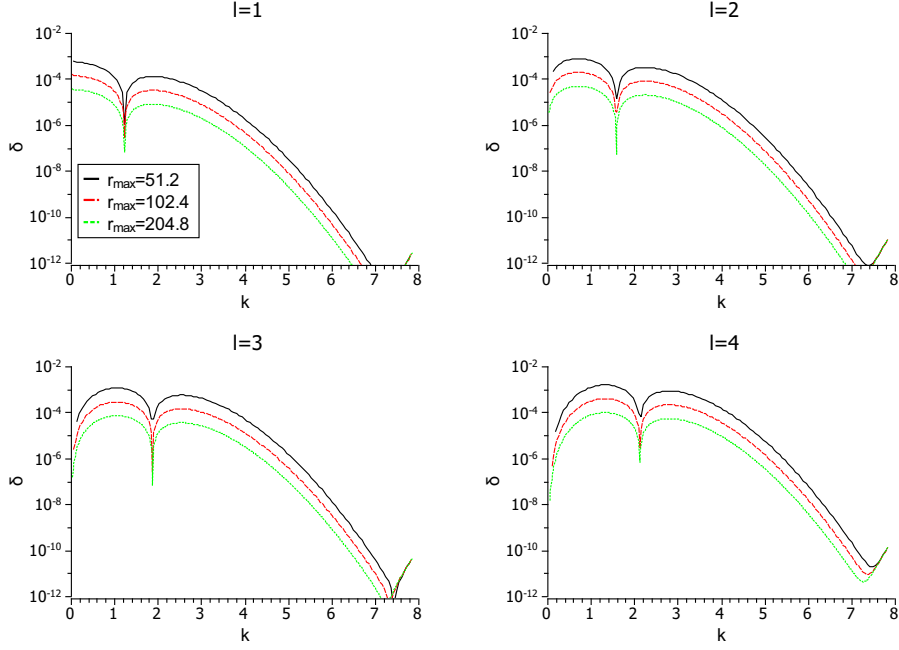 l=1
10⁻²
10⁻⁴
10⁻⁶
10⁻⁸
10⁻¹⁰
10⁻¹²
δ
0 1 2 3 4 5 6 7 8
k
r_max=51.2
r_max=102.4
r_max=204.8
l=2
10⁻²
10⁻⁴
10⁻⁶
10⁻⁸
10⁻¹⁰
10⁻¹²
δ
0 1 2 3 4 5 6 7 8
k
l=3
10⁻²
10⁻⁴
10⁻⁶
10⁻⁸
10⁻¹⁰
10⁻¹²
δ
0 1 2 3 4 5 6 7 8
k
l=4
10⁻²
10⁻⁴
10⁻⁶
10⁻⁸
10⁻¹⁰
10⁻¹²
δ
0 1 2 3 4 5 6 7 8
k